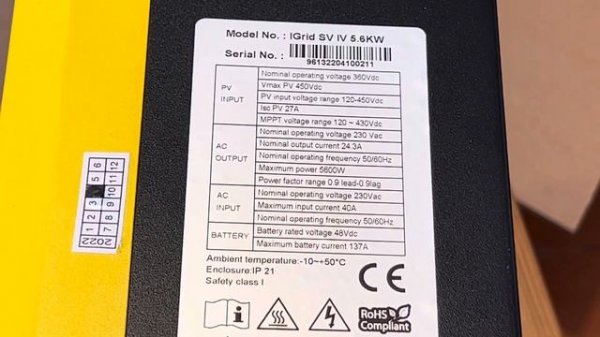 Model No. : IGrid SV IV 5.6KW
Serial No. :
96132204100211
PV INPUT
Nominal operating voltage 360Vdc
Vmax PV 450Vdc
PV input voltage range 120-450Vdc
Isc PV 27A
MPPT voltage range 120 ~ 430Vdc
AC OUTPUT
Nominal operating voltage 230 Vac
Nominal output current 24.3A
Nominal operating frequency 50/60Hz
Maximum power 5600W
Power factor range 0.9 lead-0.9lag
AC INPUT
Nominal operating voltage 230Vac
Maximum input current 40A
Nominal operating frequency 50/60Hz
BATTERY
Battery rated voltage 48Vdc
Maximum battery current 137A
Ambient temperature:-10~+50°C
Enclosure:IP 21
Safety class I
CE
i
RoHS
Compliant
2022
1 2 3 5 6
7 8 9 10 11 12